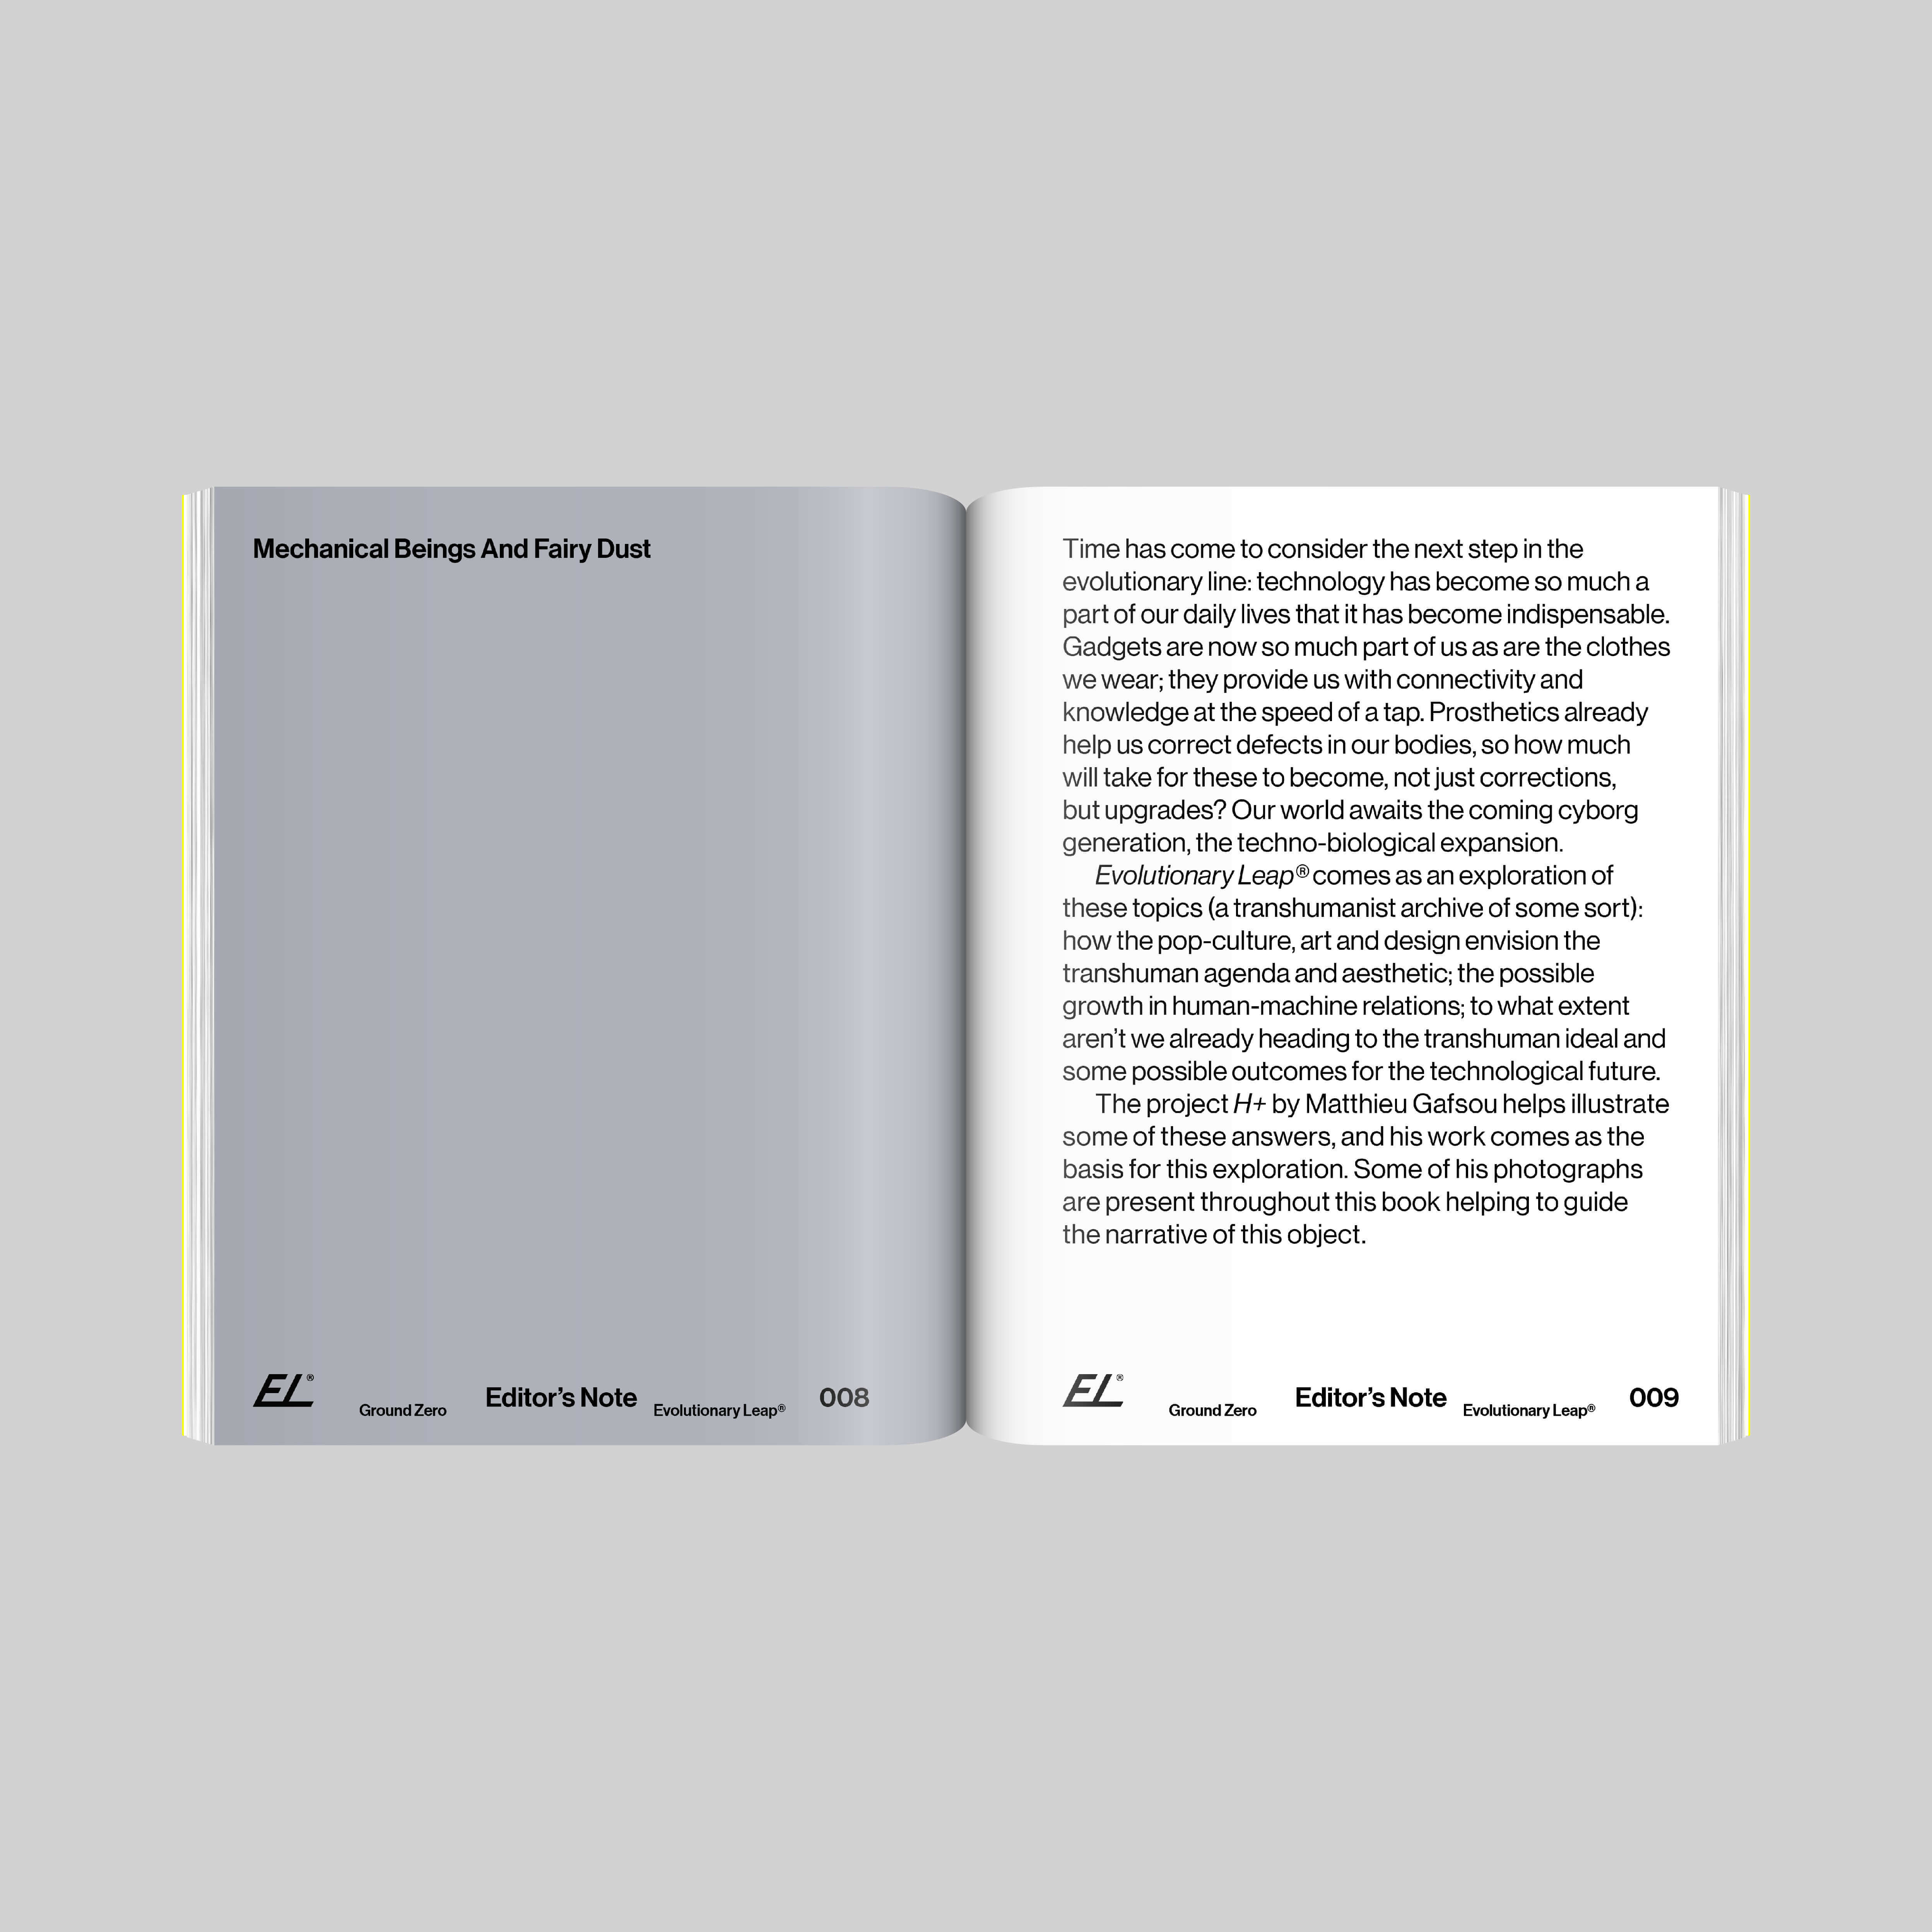 Mechanical Beings And Fairy Dust
EL®
Ground Zero
Editor’s Note
Evolutionary Leap®
008
Time has come to consider the next step in the
evolutionary line: technology has become so much a
part of our daily lives that it has become indispensable.
Gadgets are now so much part of us as are the clothes
we wear; they provide us with connectivity and
knowledge at the speed of a tap. Prosthetics already
help us correct defects in our bodies, so how much
will take for these to become, not just corrections,
but upgrades? Our world awaits the coming cyborg
generation, the techno-biological expansion.
Evolutionary Leap® comes as an exploration of
these topics (a transhumanist archive of some sort):
how the pop-culture, art and design envision the
transhuman agenda and aesthetic; the possible
growth in human-machine relations; to what extent
aren’t we already heading to the transhuman ideal and
some possible outcomes for the technological future.
The project H+ by Matthieu Gafsou helps illustrate
some of these answers, and his work comes as the
basis for this exploration. Some of his photographs
are present throughout this book helping to guide
the narrative of this object.
EL®
Ground Zero
Editor’s Note
Evolutionary Leap®
009